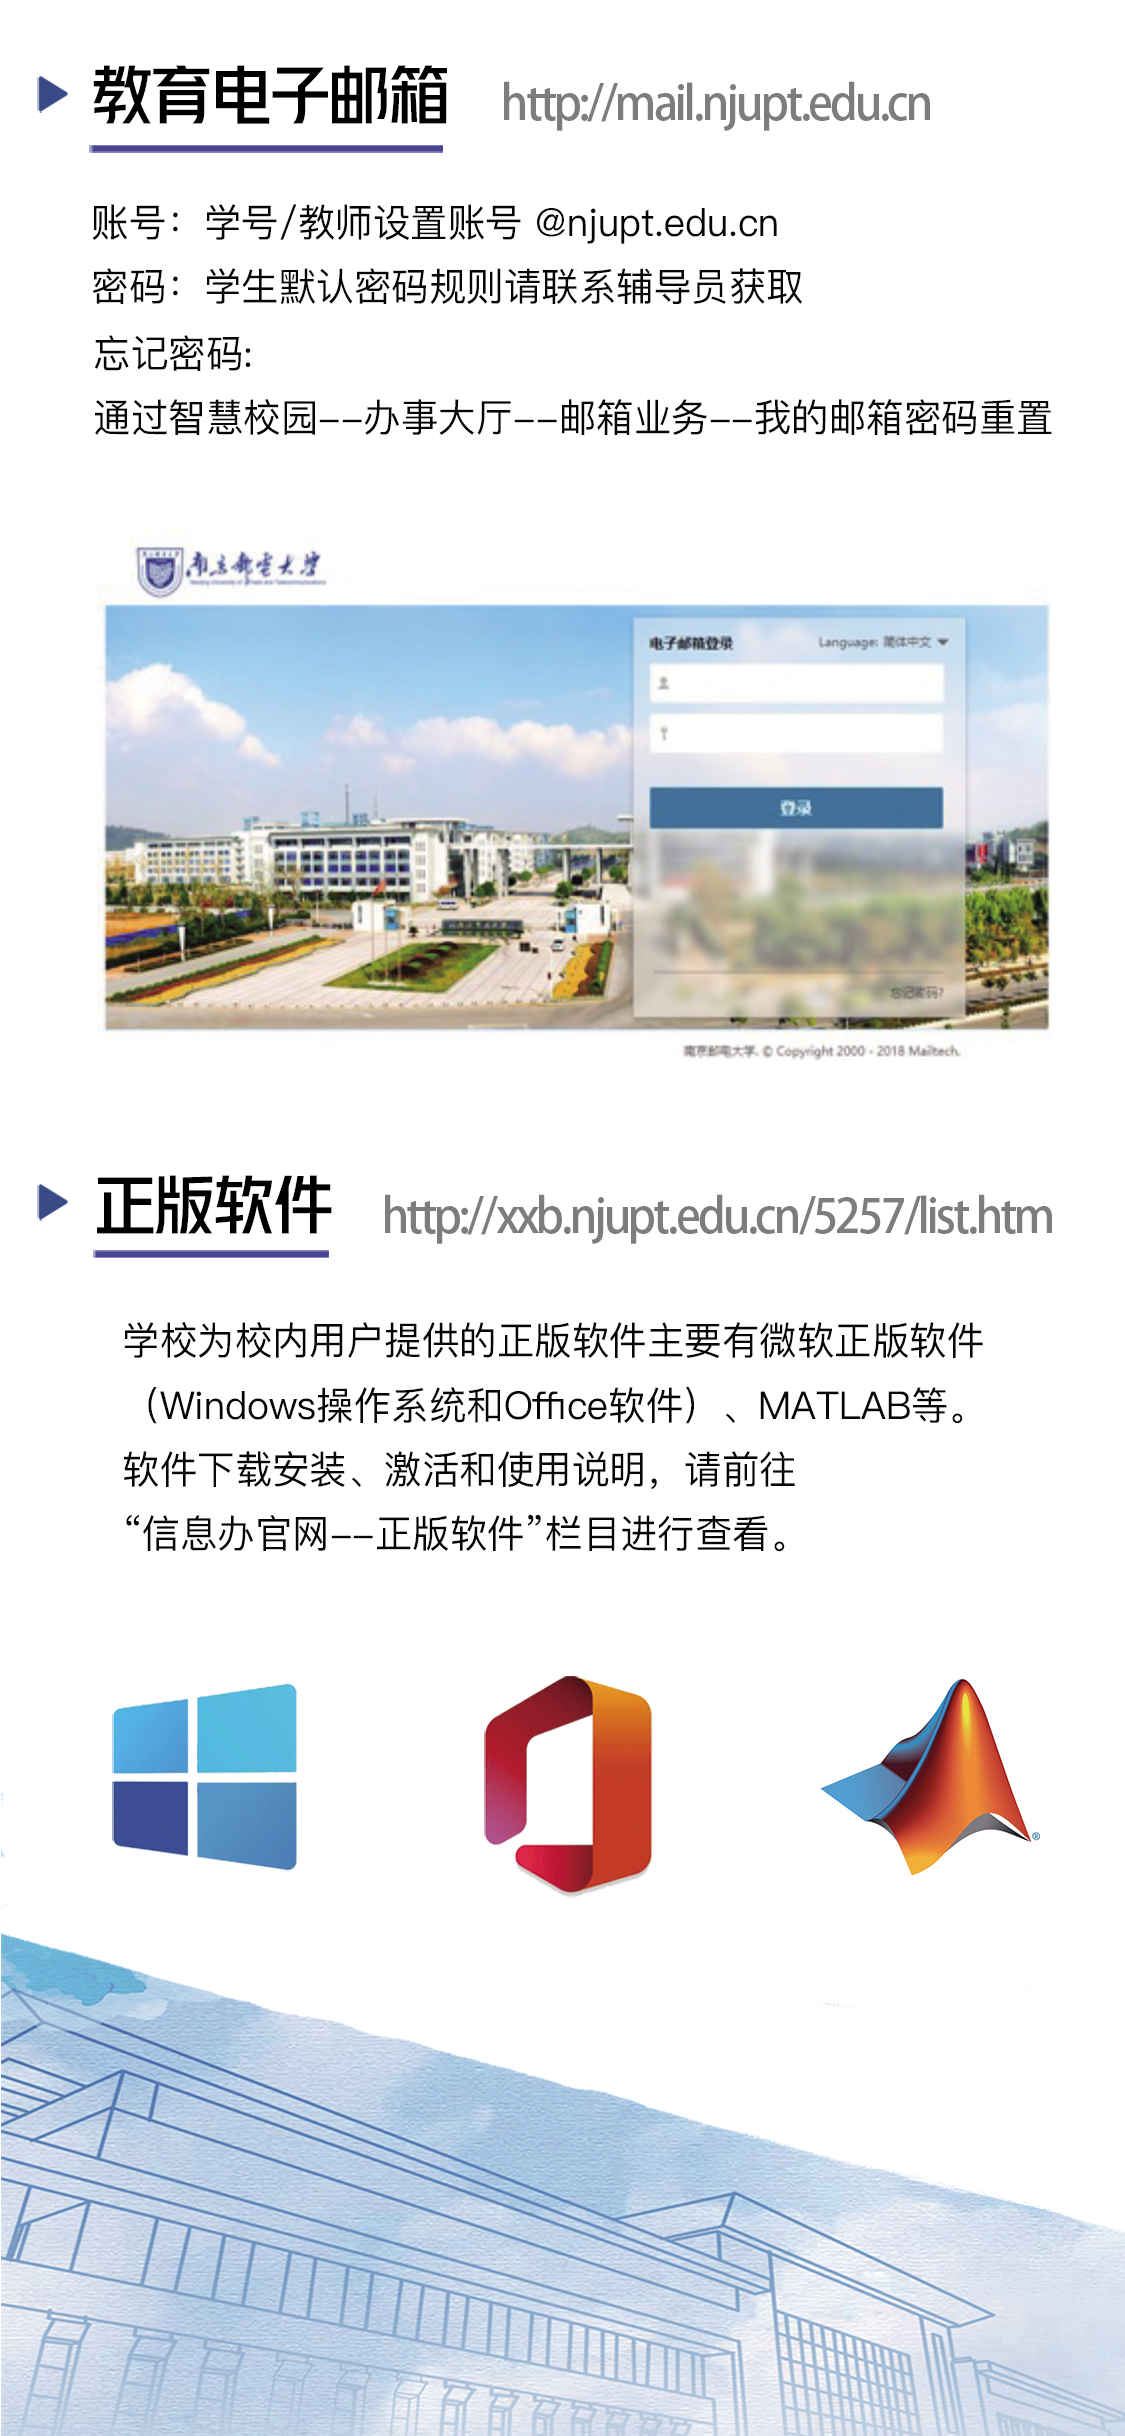 教育电子邮箱 http://mail.njupt.edu.cn
账号：学号/教师设置账号 @njupt.edu.cn
密码：学生默认密码规则请联系辅导员获取
忘记密码:
通过智慧校园--办事大厅--邮箱业务--我的邮箱密码重置
南京邮电大学
电子邮箱登录 Language: 简体中文
登录
忘记密码?
南京邮电大学. © Copyright 2000 - 2018 Mailtech.
正版软件 http://xxb.njupt.edu.cn/5257/list.htm
学校为校内用户提供的正版软件主要有微软正版软件
（Windows操作系统和Office软件）、MATLAB等。
软件下载安装、激活和使用说明，请前往
“信息办官网--正版软件”栏目进行查看。